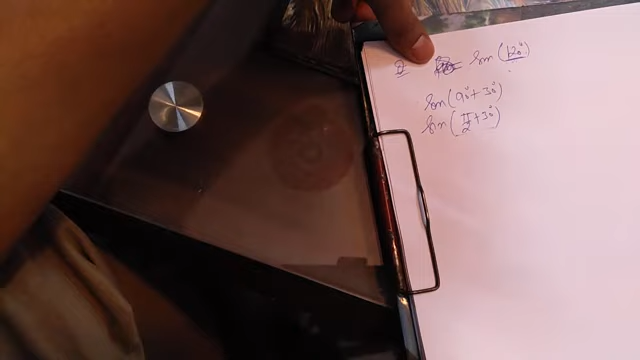 Q sin (120°)
sin (90° + 30°)
sin (π/2 + 30°)